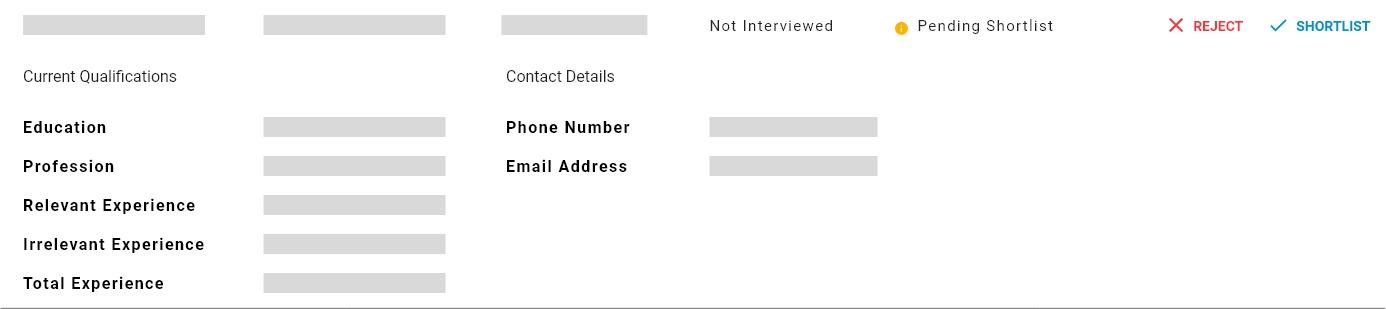 Not Interviewed Pending Shortlist REJECT SHORTLIST
Current Qualifications Contact Details
Education Phone Number
Profession Email Address
Relevant Experience
Irrelevant Experience
Total Experience